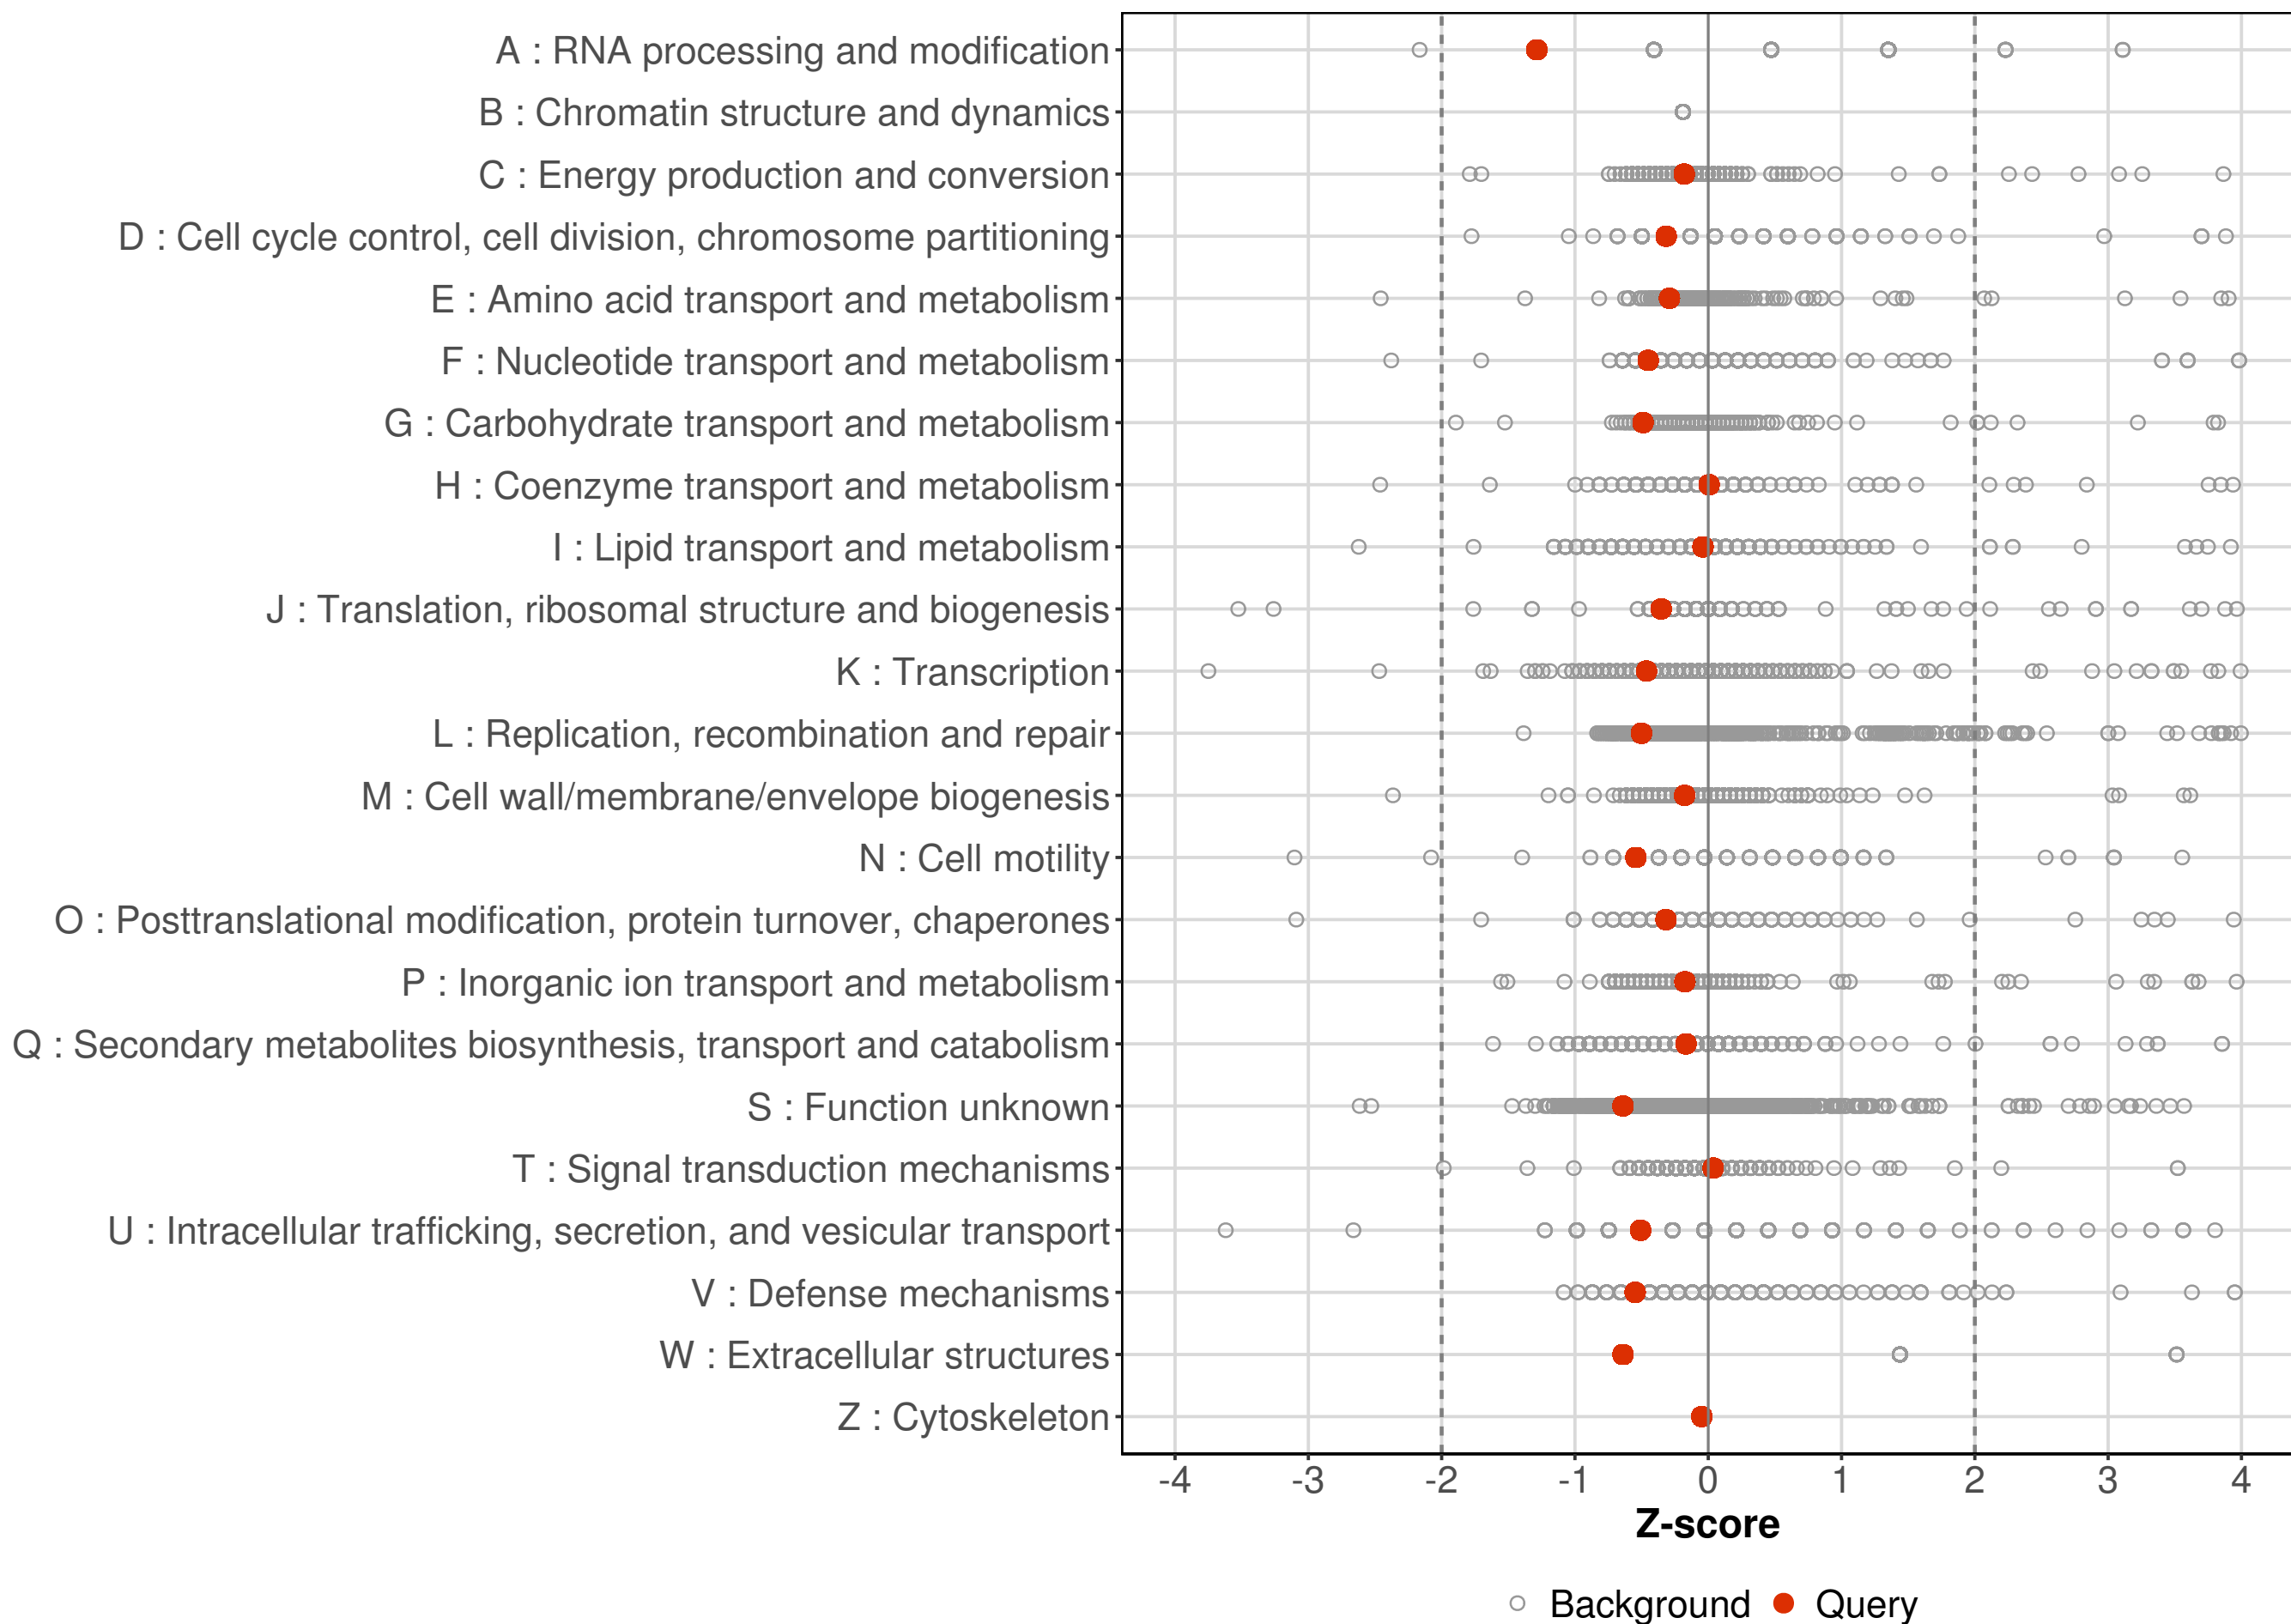 A : RNA processing and modification
B : Chromatin structure and dynamics
C : Energy production and conversion
D : Cell cycle control, cell division, chromosome partitioning
E : Amino acid transport and metabolism
F : Nucleotide transport and metabolism
G : Carbohydrate transport and metabolism
H : Coenzyme transport and metabolism
I : Lipid transport and metabolism
J : Translation, ribosomal structure and biogenesis
K : Transcription
L : Replication, recombination and repair
M : Cell wall/membrane/envelope biogenesis
N : Cell motility
O : Posttranslational modification, protein turnover, chaperones
P : Inorganic ion transport and metabolism
Q : Secondary metabolites biosynthesis, transport and catabolism
S : Function unknown
T : Signal transduction mechanisms
U : Intracellular trafficking, secretion, and vesicular transport
V : Defense mechanisms
W : Extracellular structures
Z : Cytoskeleton
-4 -3 -2 -1 0 1 2 3 4
Z-score
Background Query